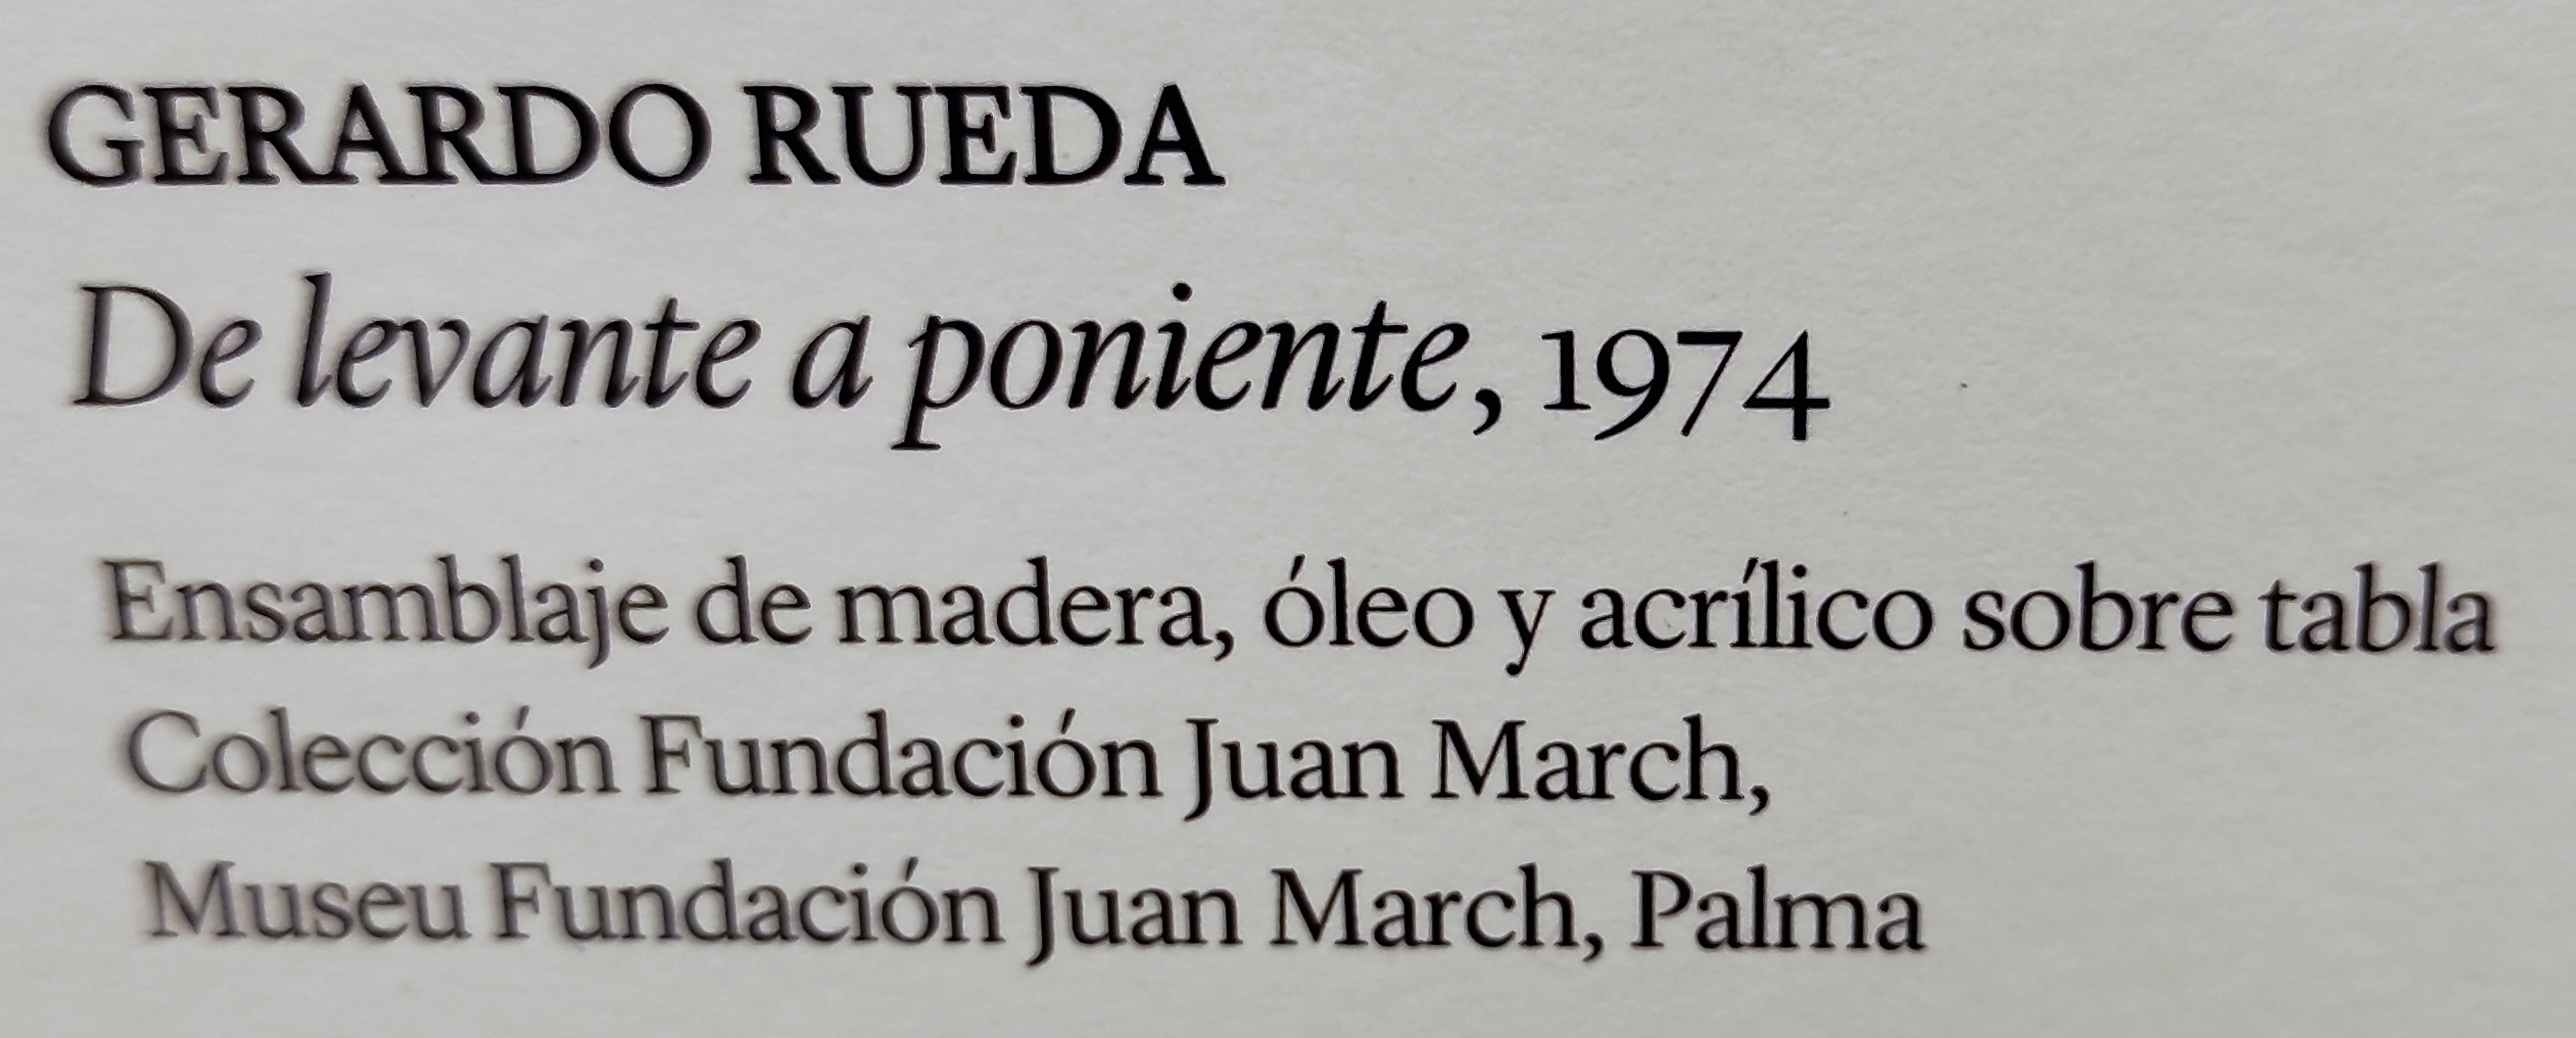 GERARDO RUEDA
De levante a poniente, 1974
Ensamblaje de madera, óleo y acrílico sobre tabla
Colección Fundación Juan March,
Museu Fundación Juan March, Palma